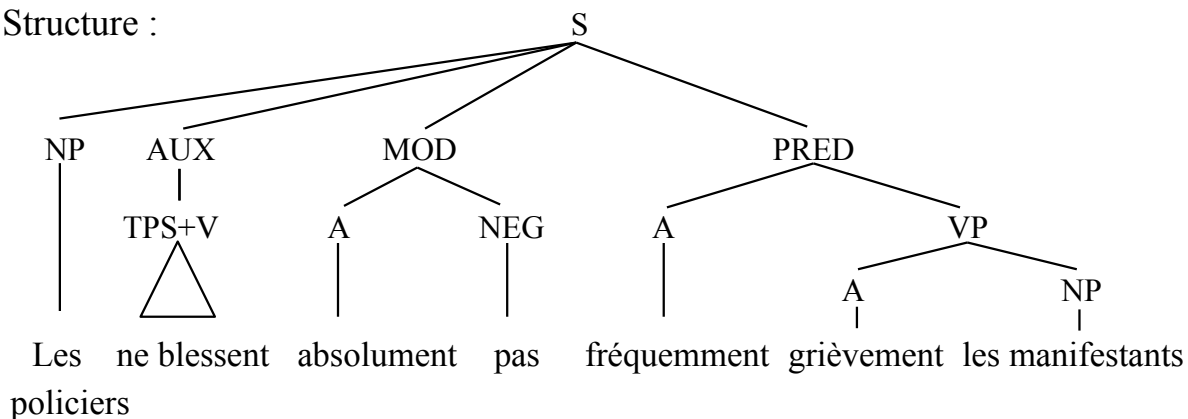 Structure :
S
NP AUX MOD PRED
TPS+V A NEG A VP
A NP
Les ne blessent absolument pas fréquemment grièvement les manifestants
policiers